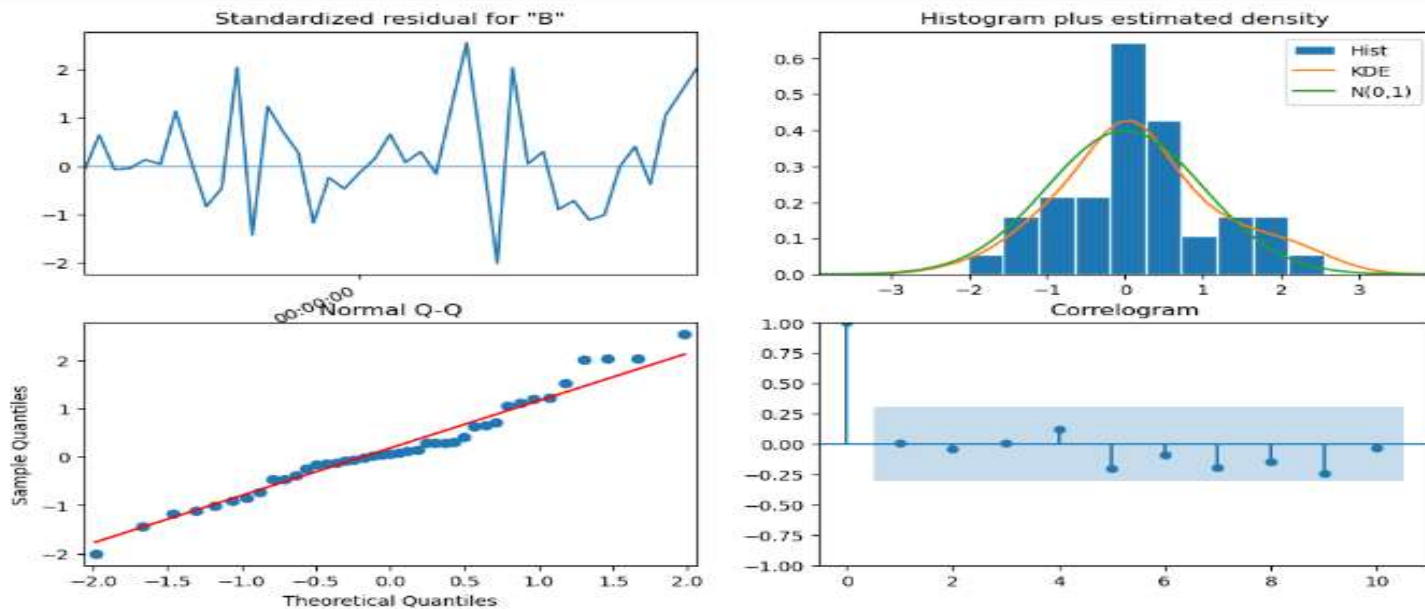 Standardized residual for "B"
2
1
0
−1
−2
00:00:00
Histogram plus estimated density
Hist
KDE
N(0,1)
0.6
0.5
0.4
0.3
0.2
0.1
0.0
−3 −2 −1 0 1 2 3
Normal Q-Q
Sample Quantiles
2
1
0
−1
−2
−2.0 −1.5 −1.0 −0.5 0.0 0.5 1.0 1.5 2.0
Theoretical Quantiles
Correlogram
1.00
0.75
0.50
0.25
0.00
−0.25
−0.50
−0.75
−1.00
0 2 4 6 8 10